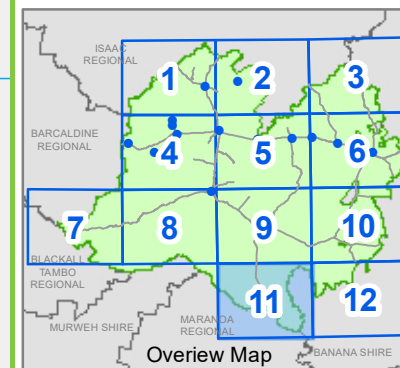 ISAAC
REGIONAL
1
2
3
BARCALDINE
REGIONAL
4
5
6
7
8
9
10
BLACKALL
TAMBO
REGIONAL
11
12
MURWEH SHIRE
MARANOA
REGIONAL
BANANA SHIRE
Overiew Map